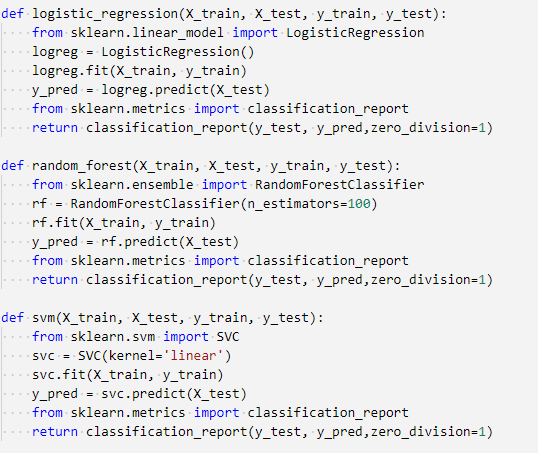 def logistic_regression(X_train, X_test, y_train, y_test):
    from sklearn.linear_model import LogisticRegression
    logreg = LogisticRegression()
    logreg.fit(X_train, y_train)
    y_pred = logreg.predict(X_test)
    from sklearn.metrics import classification_report
    return classification_report(y_test, y_pred,zero_division=1)

def random_forest(X_train, X_test, y_train, y_test):
    from sklearn.ensemble import RandomForestClassifier
    rf = RandomForestClassifier(n_estimators=100)
    rf.fit(X_train, y_train)
    y_pred = rf.predict(X_test)
    from sklearn.metrics import classification_report
    return classification_report(y_test, y_pred,zero_division=1)

def svm(X_train, X_test, y_train, y_test):
    from sklearn.svm import SVC
    svc = SVC(kernel='linear')
    svc.fit(X_train, y_train)
    y_pred = svc.predict(X_test)
    from sklearn.metrics import classification_report
    return classification_report(y_test, y_pred,zero_division=1)